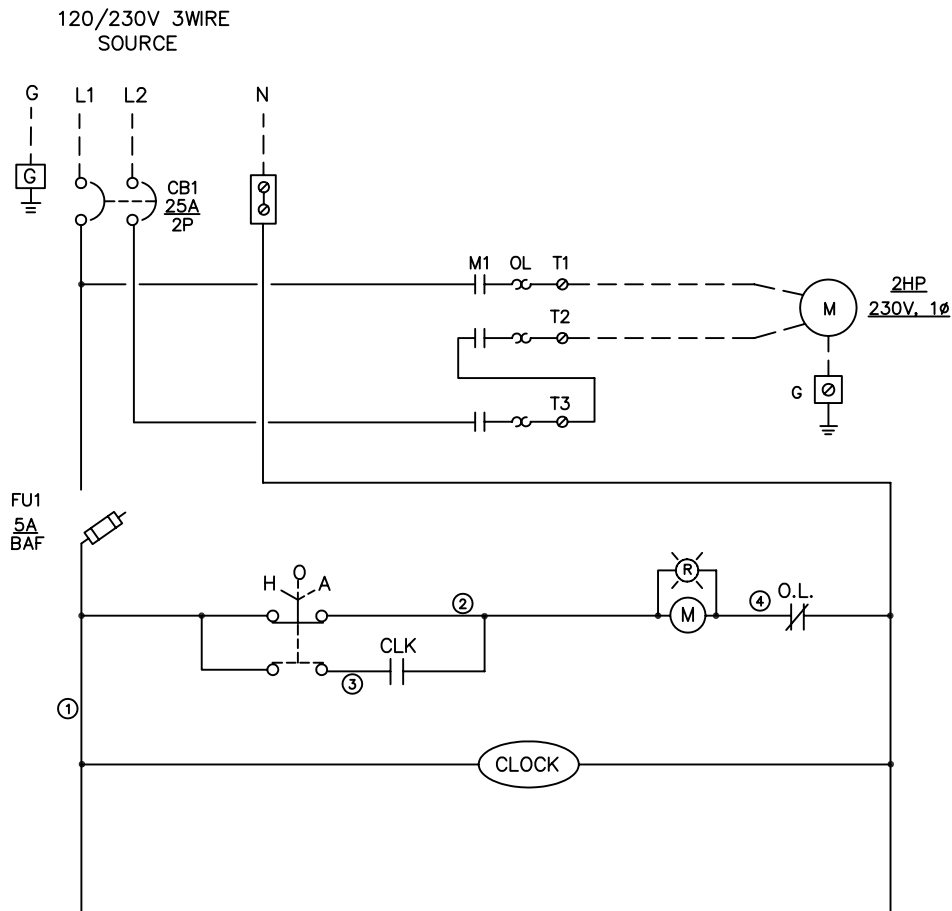 120/230V 3WIRE
SOURCE
G L1 L2 N
G
CB1
25A
2P
M1 OL T1
2HP
230V, 1ø
M
T2
G
T3
FU1
5A
BAF
O
H A
R
2
M
4 O.L.
CLK
3
1
CLOCK